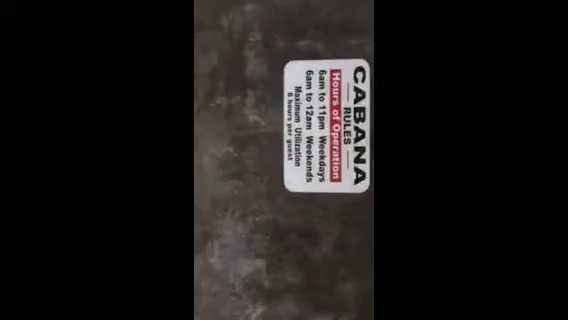 CABANA
RULES
Hours of Operation
6am to 11pm Weekdays
6am to 12am Weekends
Maximum Utilization
6 hours per guest